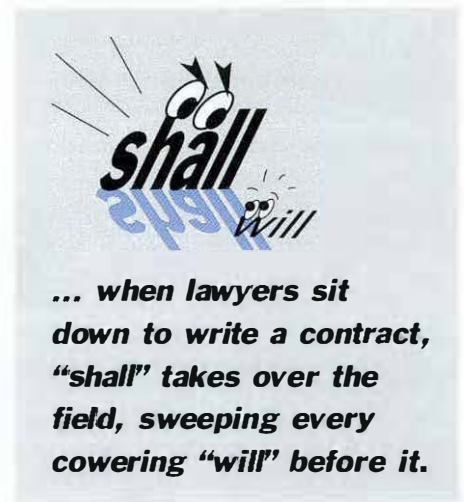 shall
will
... when lawyers sit
down to write a contract,
“shall” takes over the
field, sweeping every
cowering “will” before it.